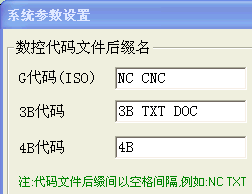 系统参数设置
数控代码文件后缀名
G代码(ISO) NC CNC
3B代码 3B TXT DOC
4B代码 4B
注:代码文件后缀间以空格间隔,例如:NC TXT